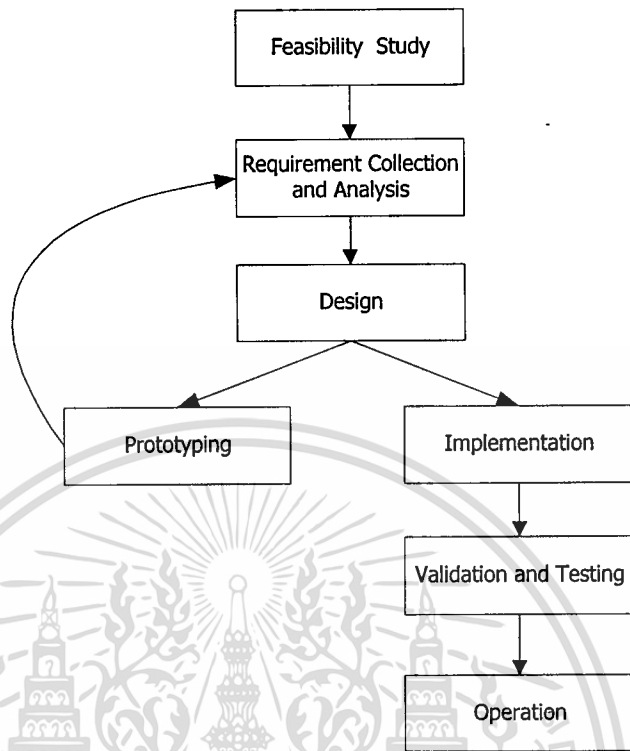 Feasibility Study
Requirement Collection
and Analysis
Design
Prototyping
Implementation
Validation and Testing
Operation